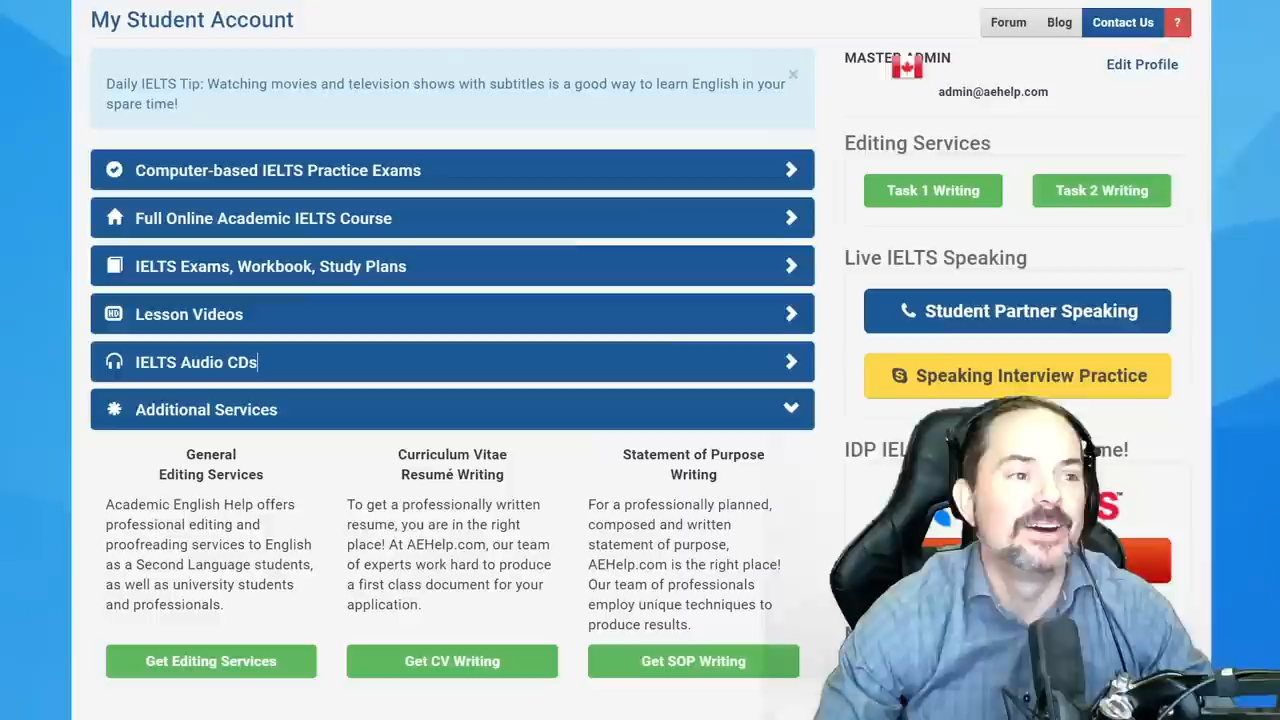 My Student Account
Forum
Blog
Contact Us
?
Daily IELTS Tip: Watching movies and television shows with subtitles is a good way to learn English in your
spare time!
×
MASTER ADMIN
Edit Profile
admin@aehelp.com
Computer-based IELTS Practice Exams
Full Online Academic IELTS Course
IELTS Exams, Workbook, Study Plans
HD Lesson Videos
IELTS Audio CDs
Additional Services
General
Editing Services
Academic English Help offers
professional editing and
proofreading services to English
as a Second Language students,
as well as university students
and professionals.
Get Editing Services
Curriculum Vitae
Resumé Writing
To get a professionally written
resume, you are in the right
place! At AEHelp.com, our team
of experts work hard to produce
a first class document for your
application.
Get CV Writing
Statement of Purpose
Writing
For a professionally planned,
composed and written
statement of purpose,
AEHelp.com is the right place!
Our team of professionals
employ unique techniques to
produce results.
Get SOP Writing
Editing Services
Task 1 Writing
Task 2 Writing
Live IELTS Speaking
Student Partner Speaking
Speaking Interview Practice
IDP